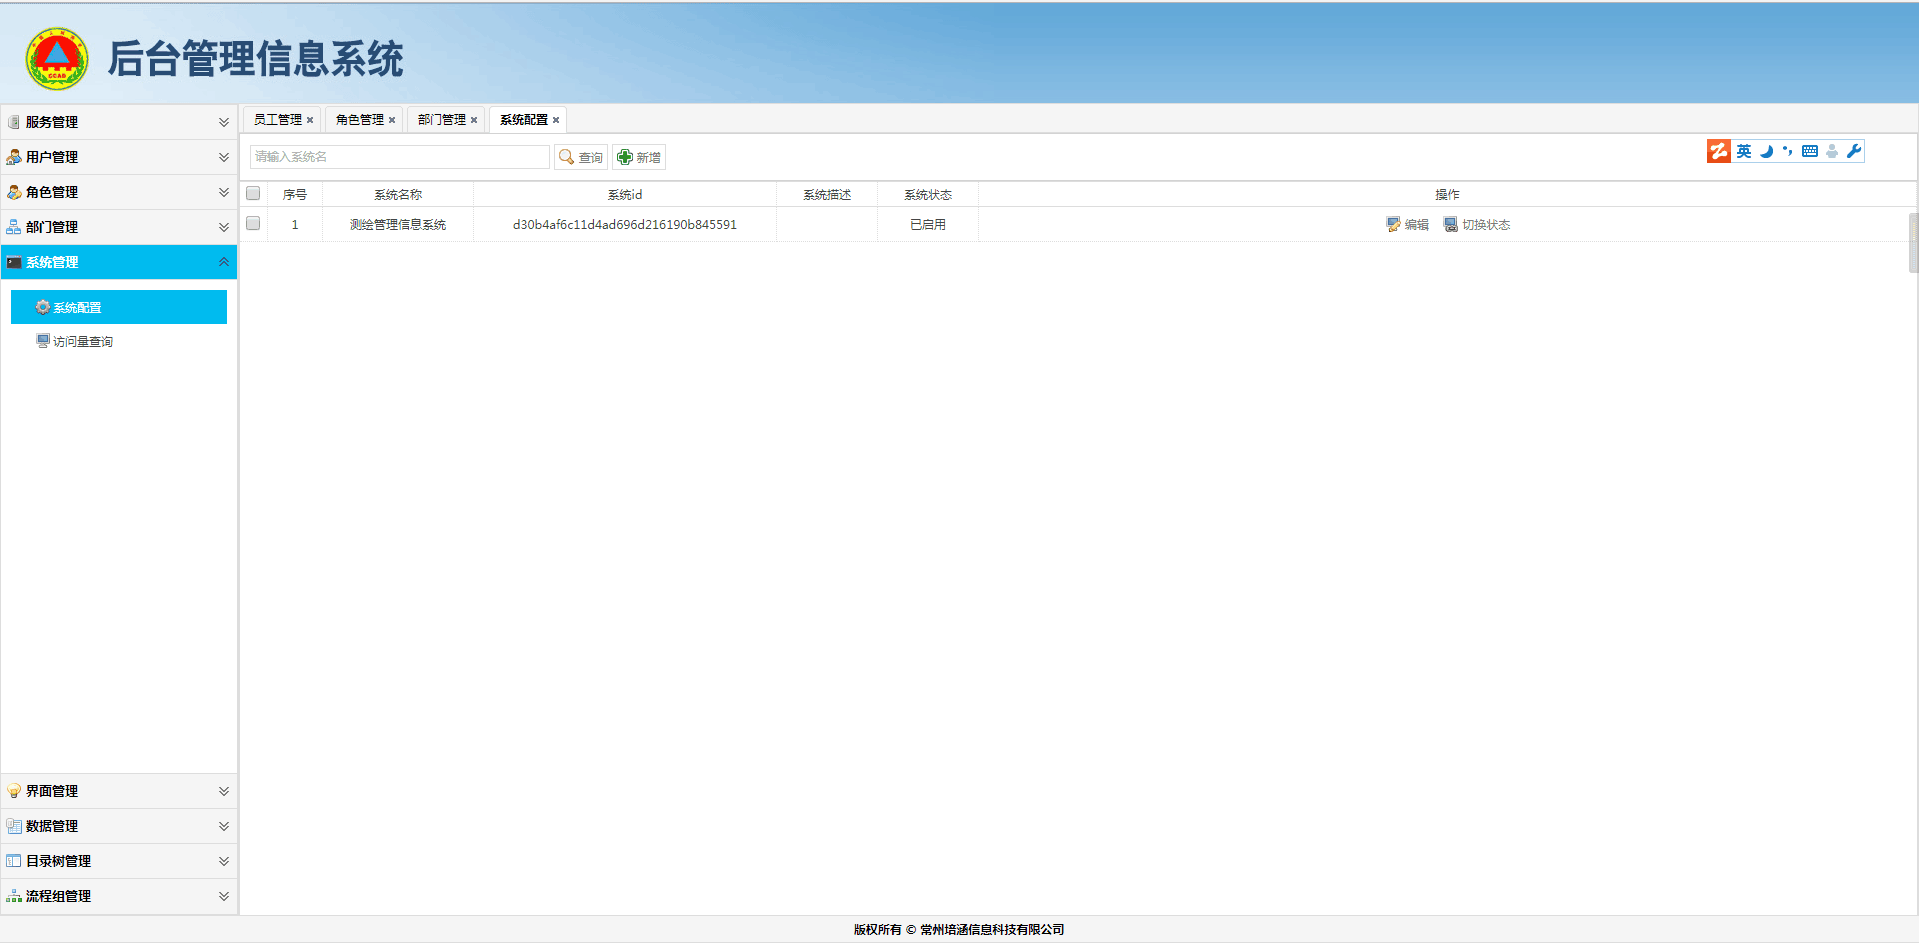 后台管理信息系统
服务管理
用户管理
角色管理
部门管理
系统管理
系统配置
访问量查询
界面管理
数据管理
目录树管理
流程组管理
员工管理 角色管理 部门管理 系统配置
请输入系统名 查询 新增
英
序号 系统名称 系统id 系统描述 系统状态 操作
1 测绘管理信息系统 d30b4af6c11d4ad696d216190b845591 已启用 编辑 切换状态
版权所有 © 常州培涵信息科技有限公司